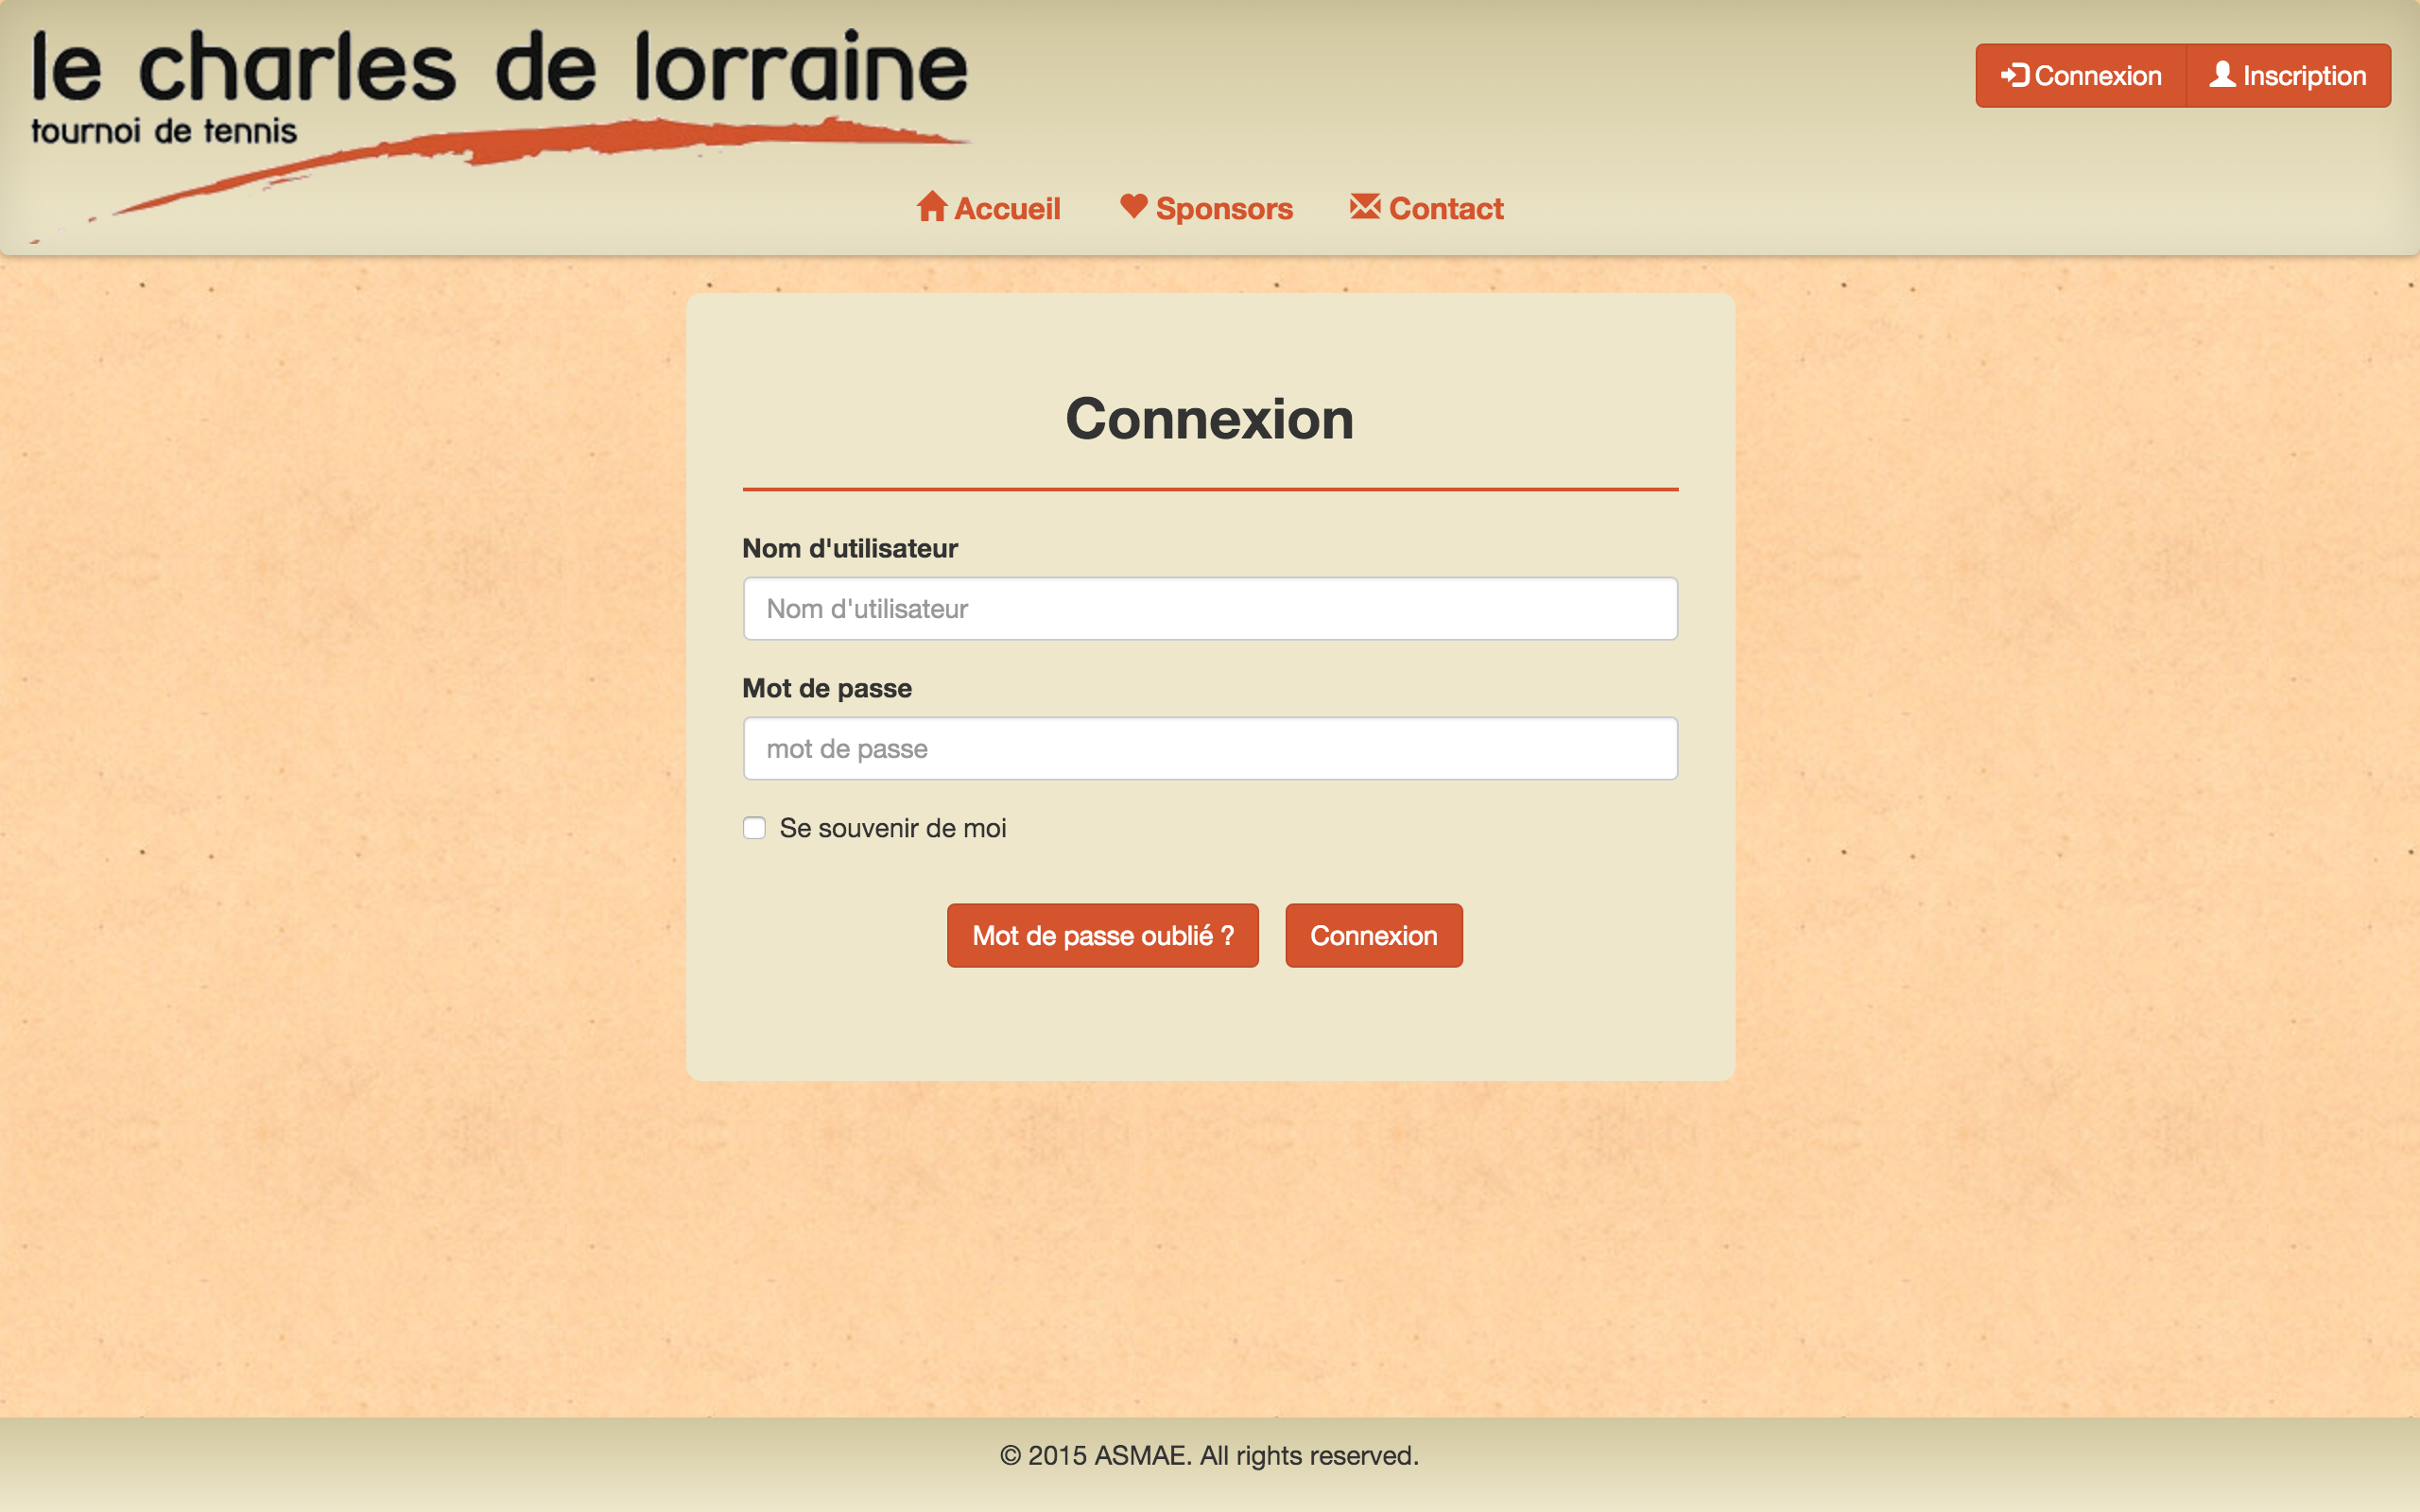 le charles de lorraine
tournoi de tennis
Connexion
Inscription
Accueil
Sponsors
Contact
Connexion
Nom d'utilisateur
Nom d'utilisateur
Mot de passe
mot de passe
Se souvenir de moi
Mot de passe oublié ?
Connexion
© 2015 ASMAE. All rights reserved.